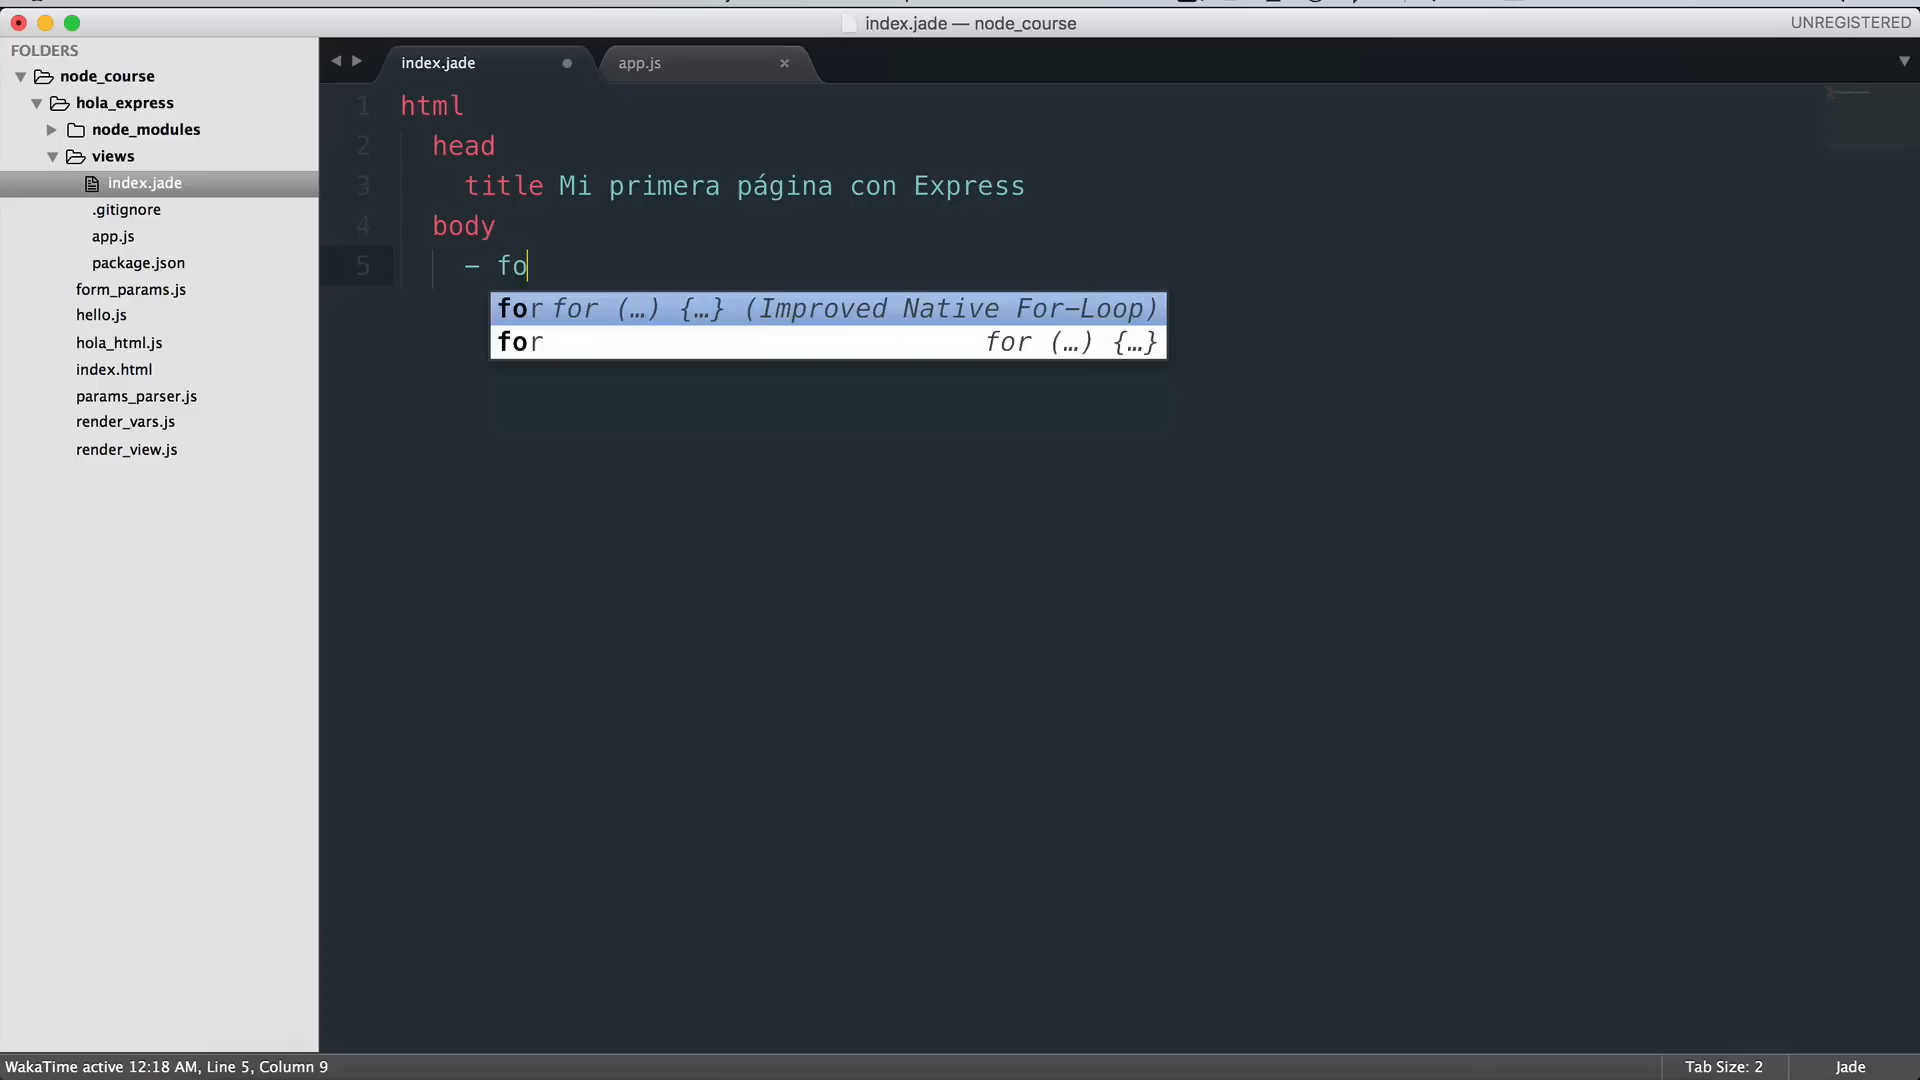 index.jade — node_course
UNREGISTERED
FOLDERS
node_course
hola_express
node_modules
views
index.jade
.gitignore
app.js
package.json
form_params.js
hello.js
hola_html.js
index.html
params_parser.js
render_vars.js
render_view.js
index.jade
app.js
1 html
2 head
3 title Mi primera página con Express
4 body
5 - fo
for for (…) {…} (Improved Native For-Loop)
for for (…) {…}
WakaTime active 12:18 AM, Line 5, Column 9
Tab Size: 2
Jade